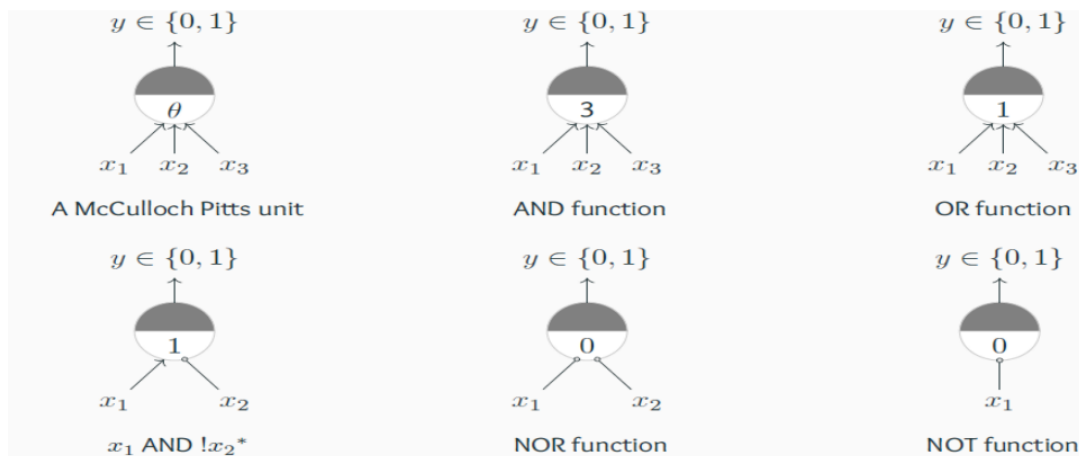 y ∈ {0, 1} y ∈ {0, 1} y ∈ {0, 1}
θ 3 1
x₁ x₂ x₃ x₁ x₂ x₃ x₁ x₂ x₃
A McCulloch Pitts unit AND function OR function
y ∈ {0, 1} y ∈ {0, 1} y ∈ {0, 1}
1 0 0
x₁ x₂ x₁ x₂ x₁
x₁ AND !x₂* NOR function NOT function